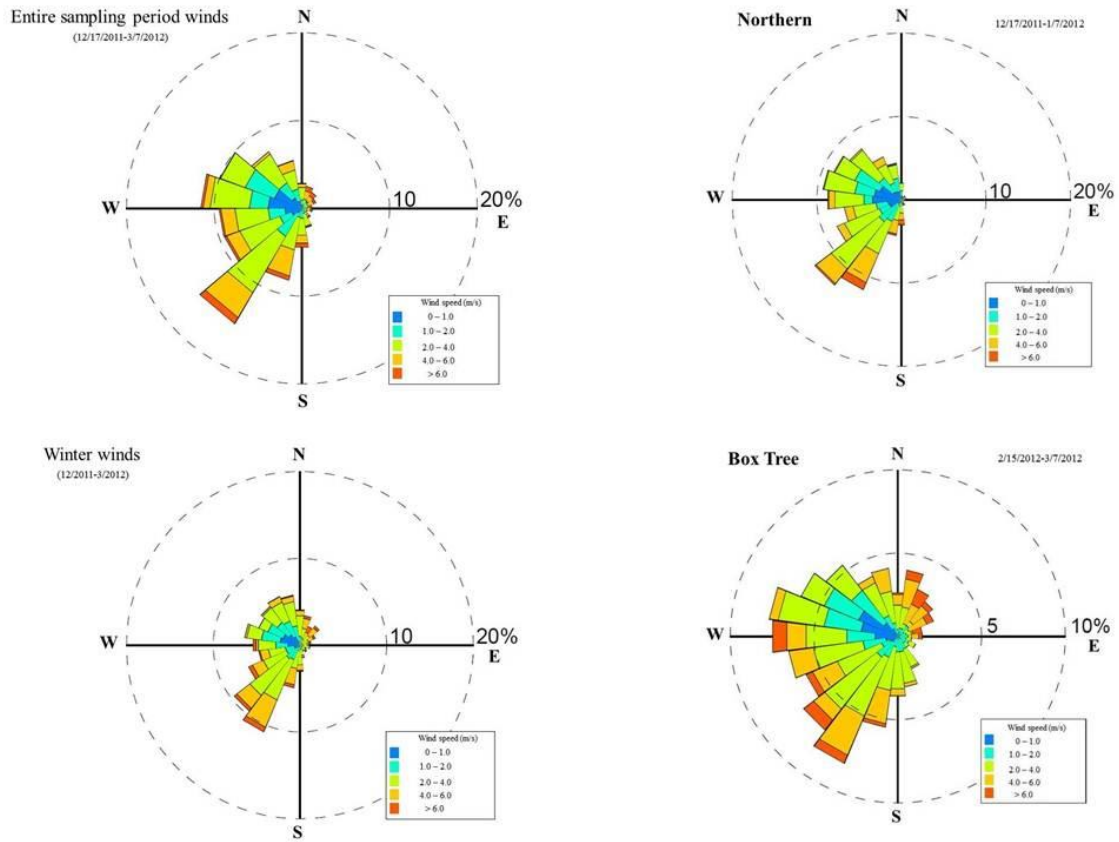 Entire sampling period winds
(12/17/2011-3/7/2012)
N
W
10
20%
E
S
Wind speed (m/s)
0 – 1.0
1.0 – 2.0
2.0 – 4.0
4.0 – 6.0
> 6.0
Northern
12/17/2011-1/7/2012
N
W
10
20%
E
S
Wind speed (m/s)
0 – 1.0
1.0 – 2.0
2.0 – 4.0
4.0 – 6.0
> 6.0
Winter winds
(12/2011-3/2012)
N
W
10
20%
E
S
Wind speed (m/s)
0 – 1.0
1.0 – 2.0
2.0 – 4.0
4.0 – 6.0
> 6.0
Box Tree
2/15/2012-3/7/2012
N
W
5
10%
E
S
Wind speed (m/s)
0 – 1.0
1.0 – 2.0
2.0 – 4.0
4.0 – 6.0
> 6.0